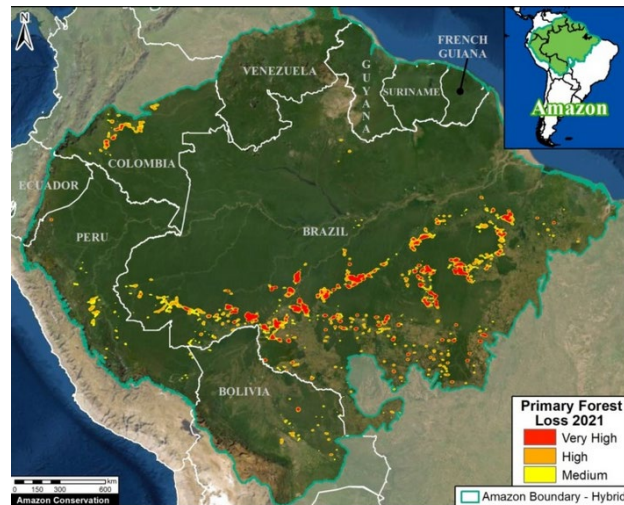 N
VENEZUELA
GUYANA
SURINAME
FRENCH
GUIANA
Amazon
COLOMBIA
ECUADOR
PERU
BRAZIL
BOLIVIA
Primary Forest
Loss 2021
Very High
High
Medium
Amazon Boundary - Hybrid
km
0 150 300 600
Amazon Conservation